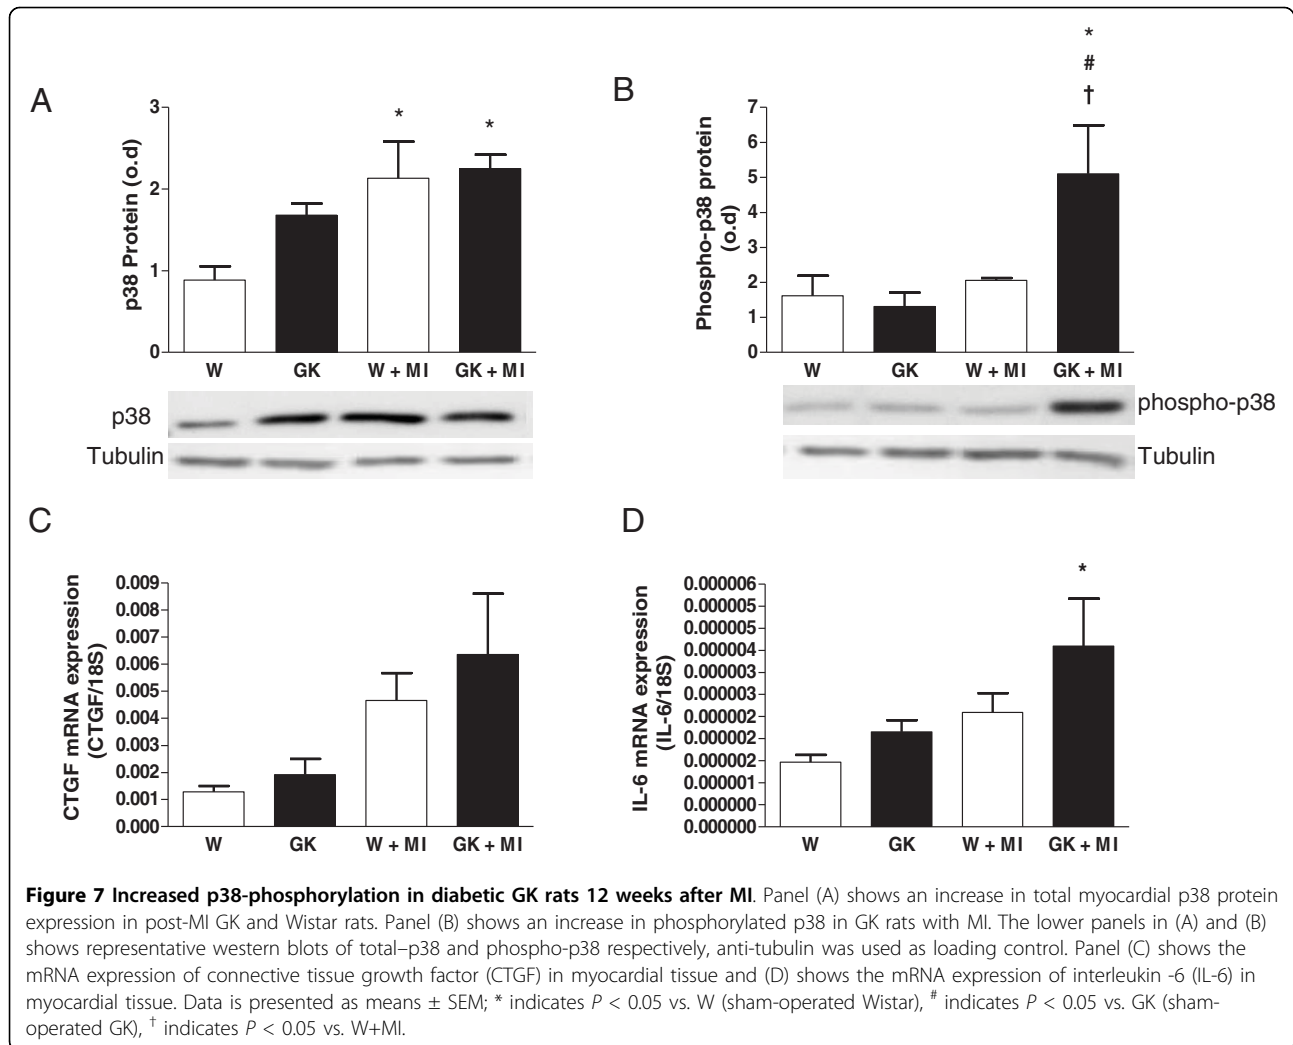 A
B
*
#
†
3
2
1
0
p38 Protein (o.d)
*
*
W GK W + MI GK + MI
7
6
5
4
3
2
1
0
Phospho-p38 protein
(o.d)
W GK W + MI GK + MI
p38
Tubulin
phospho-p38
Tubulin
C
D
0.009
0.008
0.007
0.006
0.005
0.004
0.003
0.002
0.001
0.000
CTGF mRNA expression
(CTGF/18S)
W GK W + MI GK + MI
*
0.000006
0.000005
0.000005
0.000004
0.000003
0.000003
0.000002
0.000002
0.000002
0.000001
0.000000
0.000000
IL-6 mRNA expression
(IL-6/18S)
W GK W + MI GK + MI
Figure 7 Increased p38-phosphorylation in diabetic GK rats 12 weeks after MI. Panel (A) shows an increase in total myocardial p38 protein
expression in post-MI GK and Wistar rats. Panel (B) shows an increase in phosphorylated p38 in GK rats with MI. The lower panels in (A) and (B)
shows representative western blots of total–p38 and phospho-p38 respectively, anti-tubulin was used as loading control. Panel (C) shows the
mRNA expression of connective tissue growth factor (CTGF) in myocardial tissue and (D) shows the mRNA expression of interleukin -6 (IL-6) in
myocardial tissue. Data is presented as means ± SEM; * indicates P < 0.05 vs. W (sham-operated Wistar), # indicates P < 0.05 vs. GK (sham-
operated GK), † indicates P < 0.05 vs. W+MI.